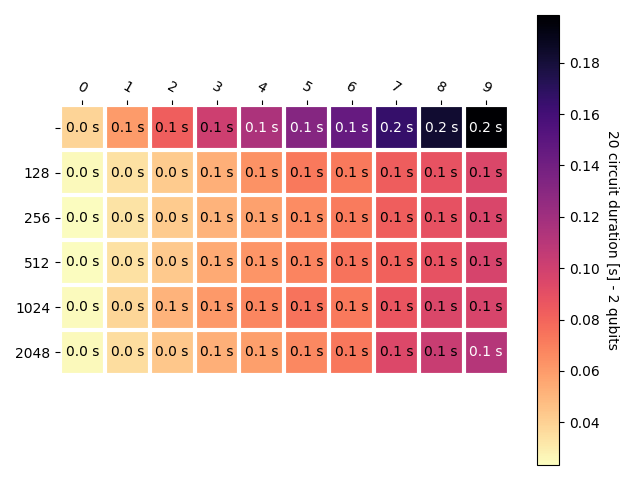 0 1 2 3 4 5 6 7 8 9
- 0.0 s 0.1 s 0.1 s 0.1 s 0.1 s 0.1 s 0.1 s 0.2 s 0.2 s 0.2 s
128 0.0 s 0.0 s 0.0 s 0.1 s 0.1 s 0.1 s 0.1 s 0.1 s 0.1 s 0.1 s
256 0.0 s 0.0 s 0.0 s 0.1 s 0.1 s 0.1 s 0.1 s 0.1 s 0.1 s 0.1 s
512 0.0 s 0.0 s 0.0 s 0.1 s 0.1 s 0.1 s 0.1 s 0.1 s 0.1 s 0.1 s
1024 0.0 s 0.0 s 0.1 s 0.1 s 0.1 s 0.1 s 0.1 s 0.1 s 0.1 s 0.1 s
2048 0.0 s 0.0 s 0.0 s 0.1 s 0.1 s 0.1 s 0.1 s 0.1 s 0.1 s 0.1 s
0.18
0.16
0.14
0.12
0.10
0.08
0.06
0.04
20 circuit duration [s] - 2 qubits